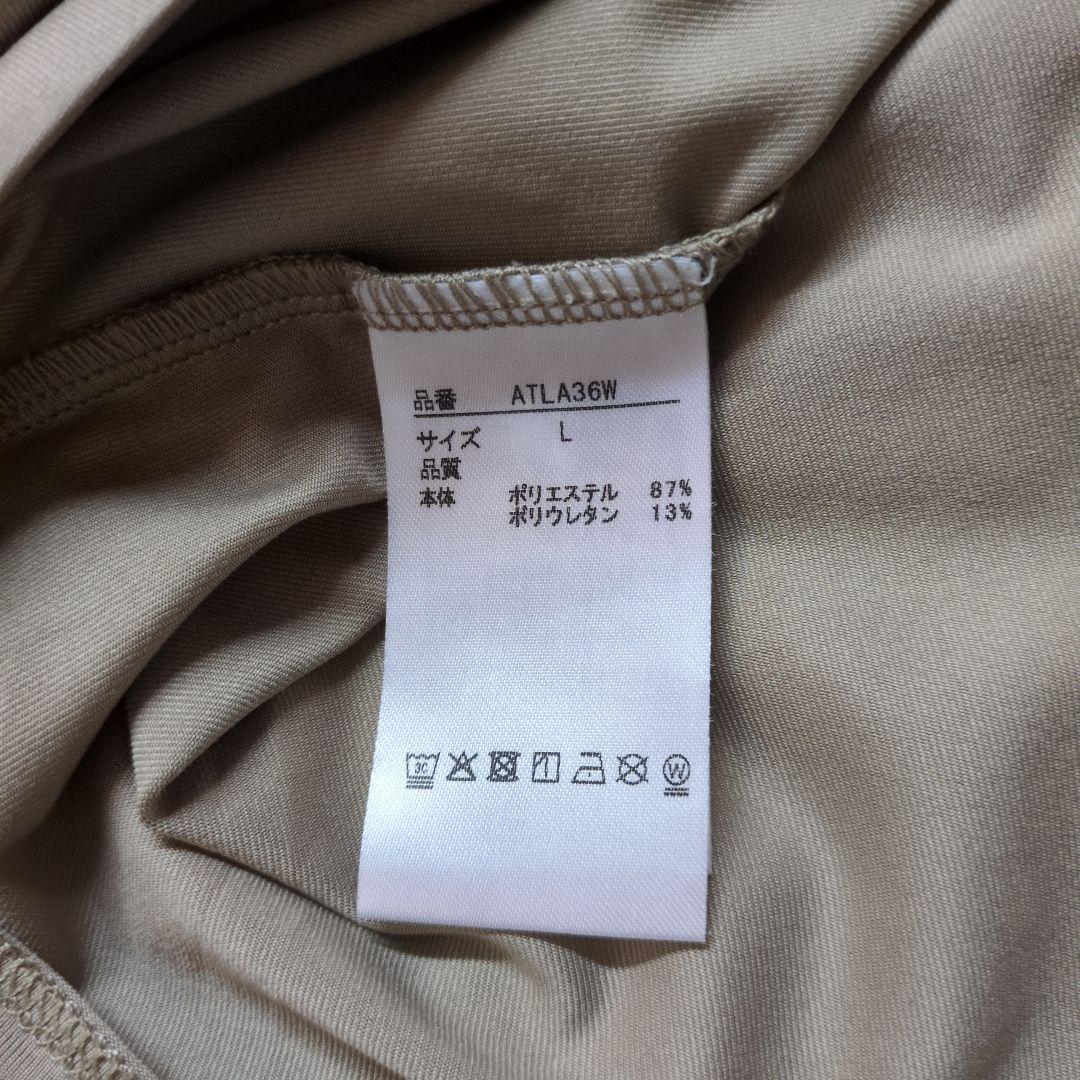 品番 ATLA36W
サイズ L
品質
本体 ポリエステル 87%
ポリウレタン 13%
30 W